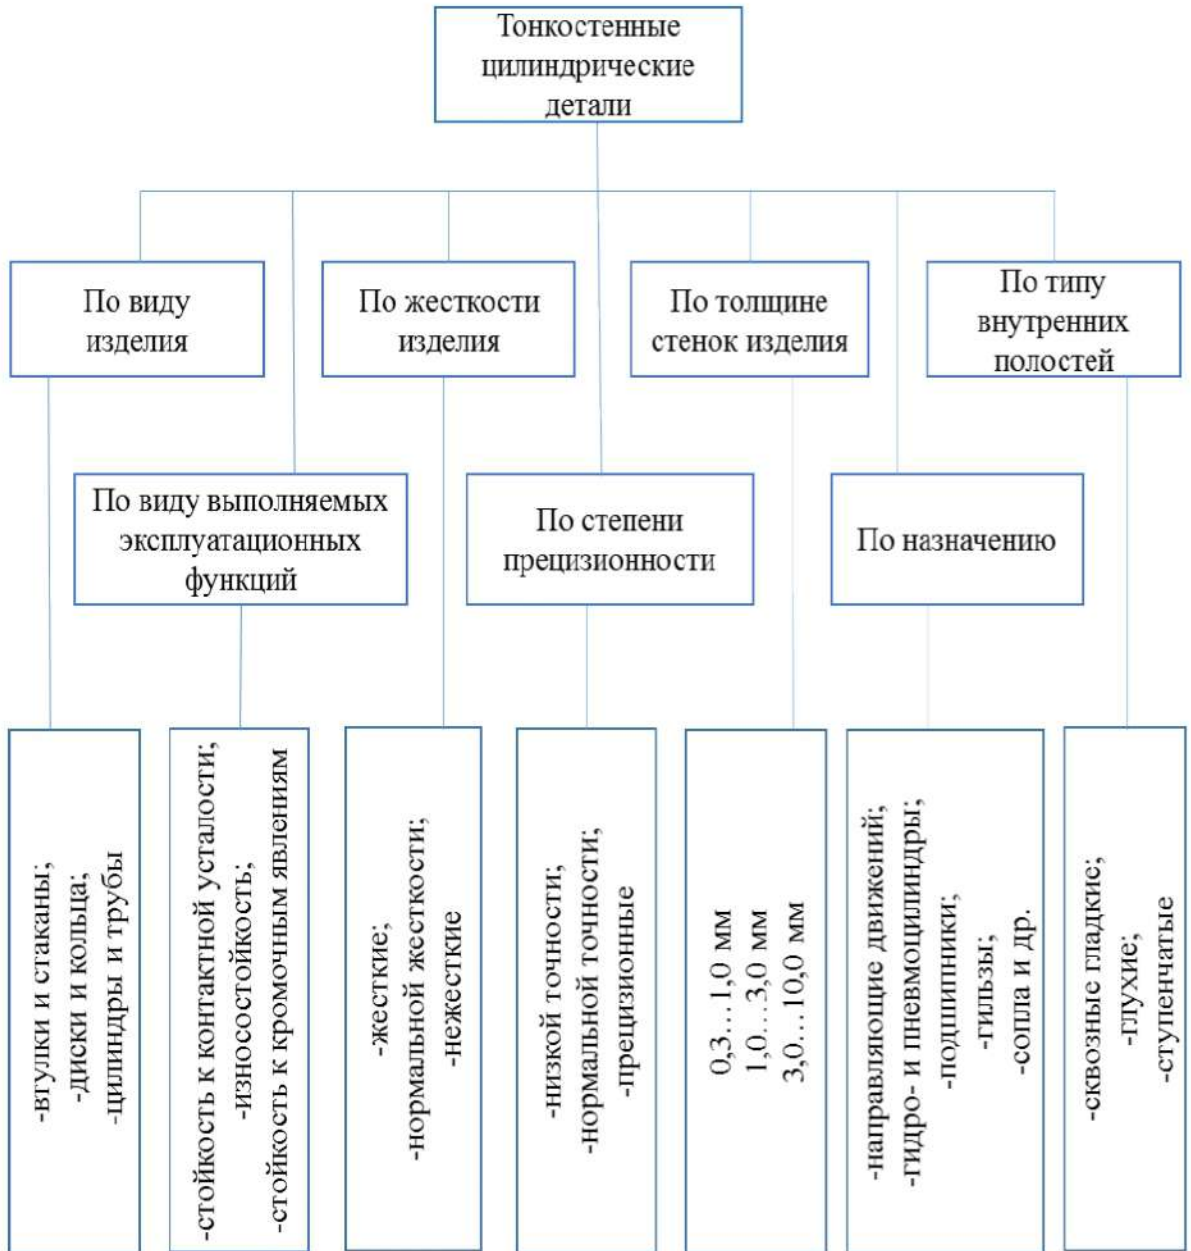 Тонкостенные
цилиндрические
детали
По виду
изделия
По жесткости
изделия
По толщине
стенок изделия
По типу
внутренних
полостей
По виду выполняемых
эксплуатационных
функций
По степени
прецизионности
По назначению
-втулки и стаканы;
-диски и кольца;
-цилиндры и трубы
-стойкость к контактной усталости;
-износостойкость;
-стойкость к кромочным явлениям
-жесткие;
-нормальной жесткости;
-нежесткие
-низкой точности;
-нормальной точности;
-прецизионные
0,3…1,0 мм
1,0…3,0 мм
3,0…10,0 мм
-направляющие движений;
-гидро- и пневмоцилиндры;
-подшипники;
-гильзы;
-сопла и др.
-сквозные гладкие;
-глухие;
-ступенчатые